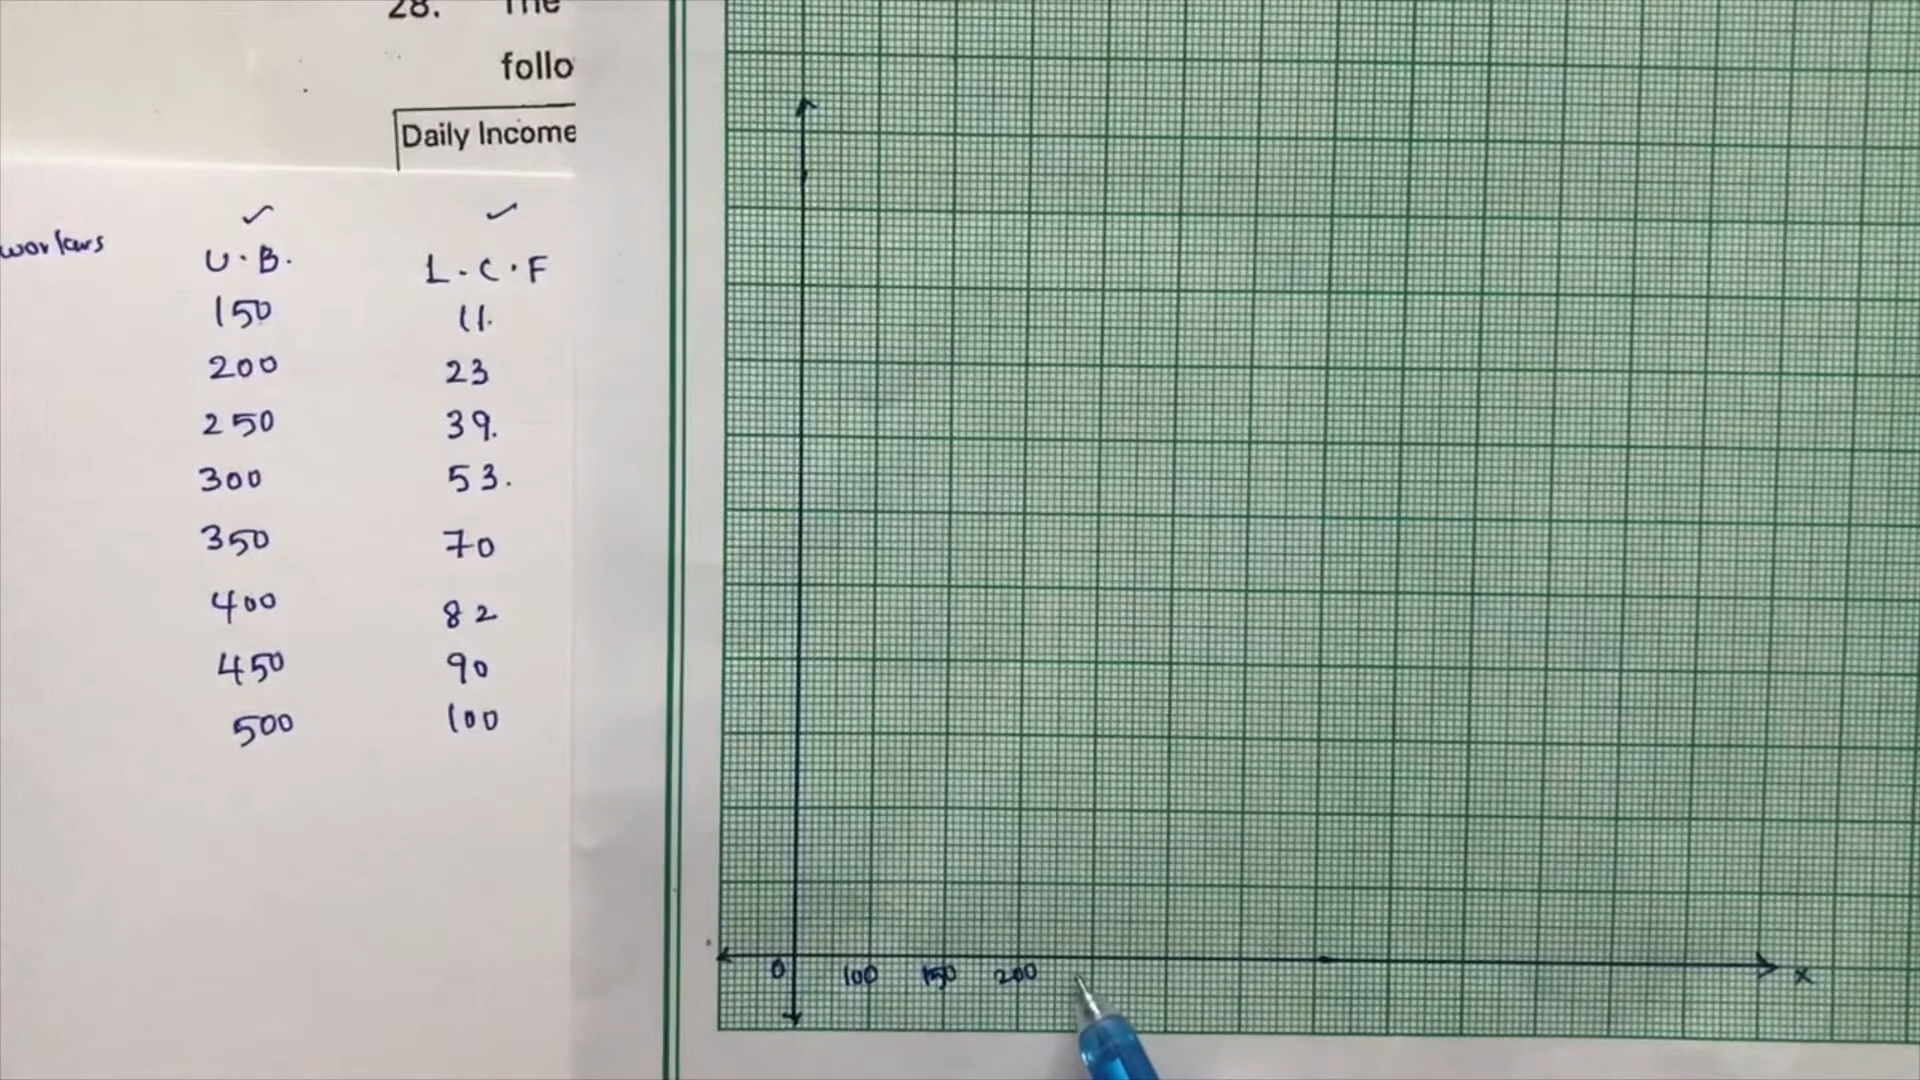 28. The
follo
Daily Income
workers U.B. L.C.F
150 11.
200 23
250 39.
300 53.
350 70
400 82
450 90
500 100
0 100 150 200 x